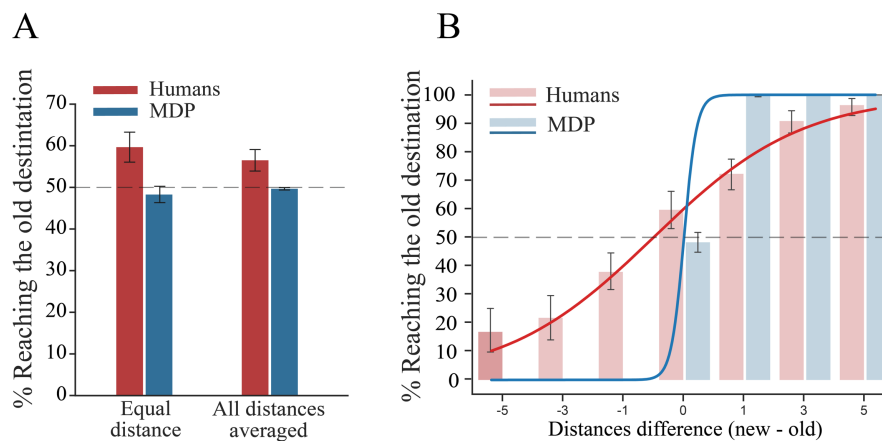 A
% Reaching the old destintation
Humans
MDP
70
60
50
40
30
20
10
0
Equal
distance
All distances
averaged
B
% Reaching the old destination
Humans
MDP
100
90
80
70
60
50
40
30
20
10
0
-5
-3
-1
0
1
3
5
Distances difference (new - old)